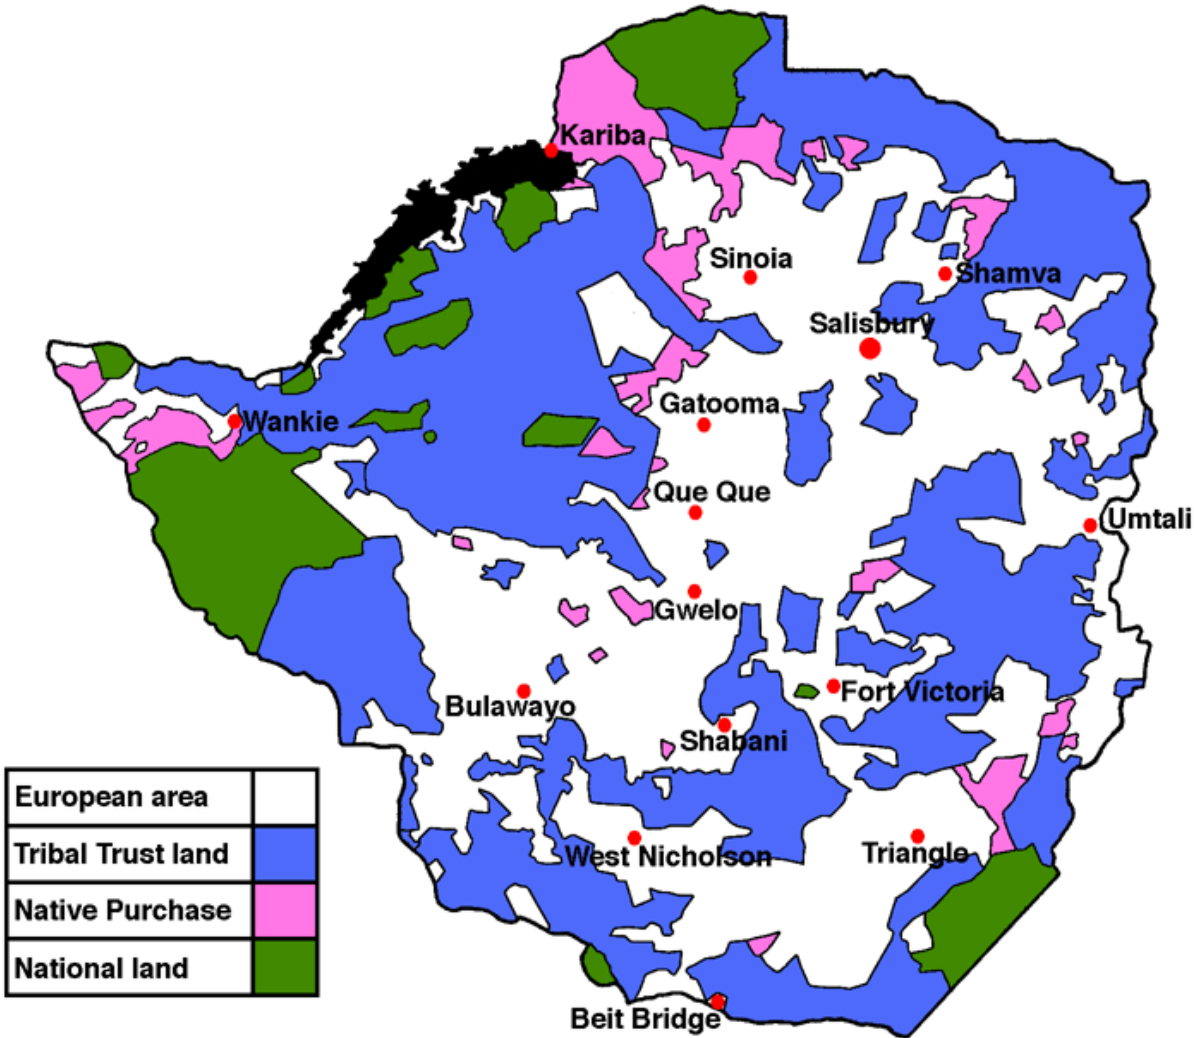 Kariba
Sinoia
Shamva
Salisbury
Gatooma
Wankie
Que Que
Umtali
Gwelo
Fort Victoria
Bulawayo
Shabani
European area
Tribal Trust land
West Nicholson
Triangle
Native Purchase
National land
Beit Bridge